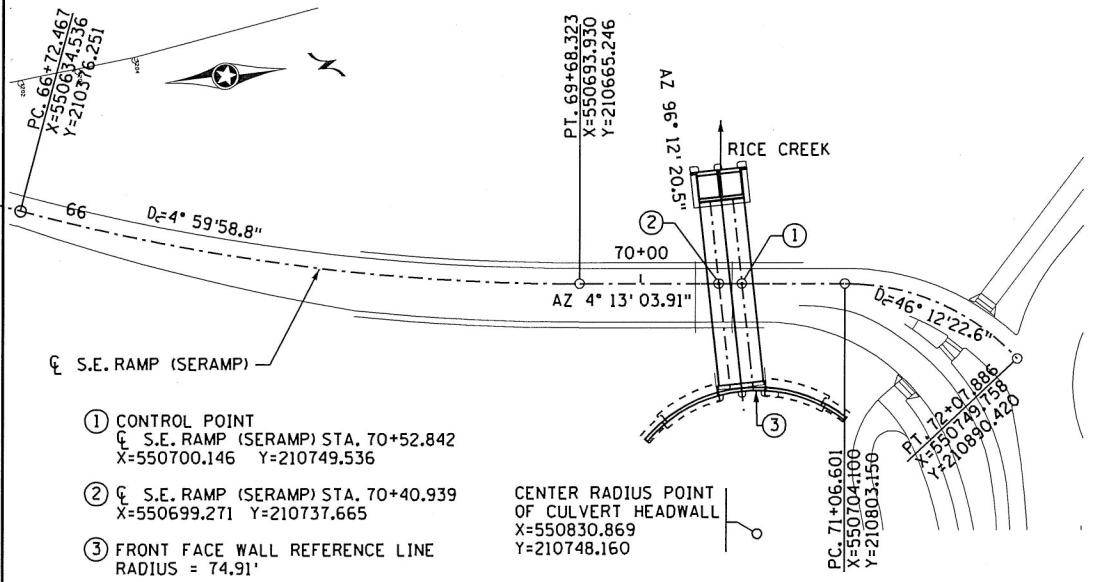 PC. 66+72.467
X=550634.536
Y=210376.251
PT. 69+68.323
X=550693.930
Y=210665.246
AZ 96° 12' 20.5"
RICE CREEK
66
D꜀=4° 59'58.8"
2
1
70+00
AZ 4° 13' 03.91"
D꜀=46° 12'22.6"
℄ S.E. RAMP (SERAMP)
3
1 CONTROL POINT
℄ S.E. RAMP (SERAMP) STA. 70+52.842
X=550700.146 Y=210749.536
2 ℄ S.E. RAMP (SERAMP) STA. 70+40.939
X=550699.271 Y=210737.665
3 FRONT FACE WALL REFERENCE LINE
RADIUS = 74.91'
CENTER RADIUS POINT
OF CULVERT HEADWALL
X=550830.869
Y=210748.160
PC. 71+06.601
X=550704.100
Y=210803.150
PT. 72+07.886
X=550749.758
Y=210890.420